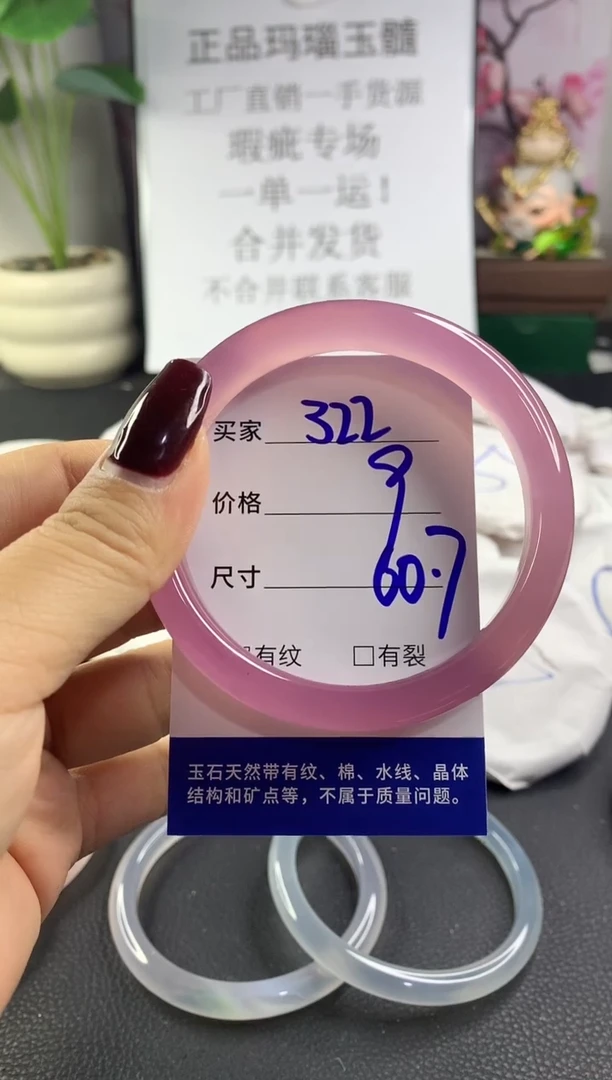 正品玛瑙玉髓
工厂直销一手货源
瑕疵专场
一单一运！
合并发货
不合并联系客服
买家 322
价格 9
尺寸 60.7
有纹 □有裂
玉石天然带有纹、棉、水线、晶体
结构和矿点等，不属于质量问题。